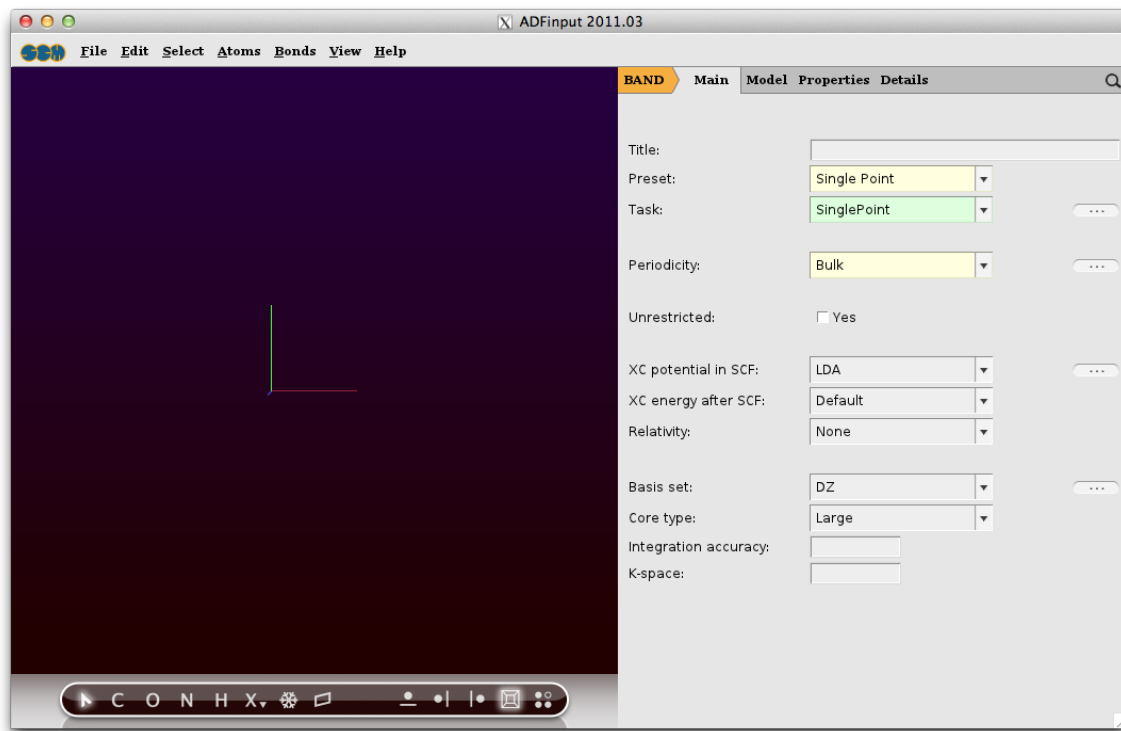 X ADFinput 2011.03
SCM File Edit Select Atoms Bonds View Help
BAND Main Model Properties Details
Title:
Preset: Single Point
Task: SinglePoint ...
Periodicity: Bulk ...
Unrestricted: Yes
XC potential in SCF: LDA ...
XC energy after SCF: Default
Relativity: None
Basis set: DZ ...
Core type: Large
Integration accuracy:
K-space:
C O N H X